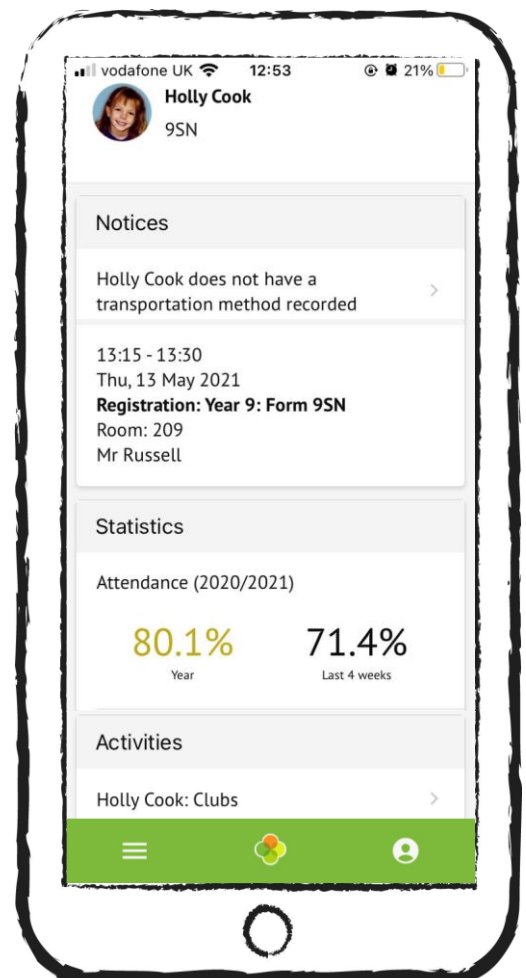 vodafone UK 12:53 21%
Holly Cook
9SN
Notices
Holly Cook does not have a
transportation method recorded
13:15 - 13:30
Thu, 13 May 2021
Registration: Year 9: Form 9SN
Room: 209
Mr Russell
Statistics
Attendance (2020/2021)
80.1% 71.4%
Year Last 4 weeks
Activities
Holly Cook: Clubs